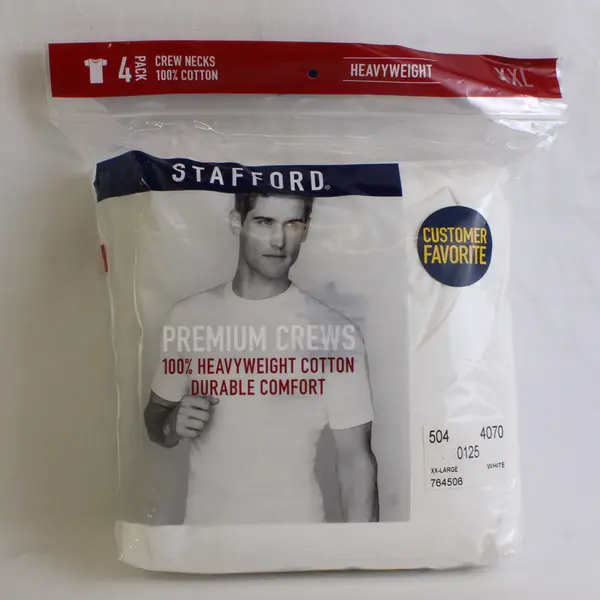 4 PACK
CREW NECKS
100% COTTON
HEAVYWEIGHT
XXL
STAFFORD®
CUSTOMER
FAVORITE
PREMIUM CREWS
100% HEAVYWEIGHT COTTON
DURABLE COMFORT
504 4070
0125
XX-LARGE WHITE
764506